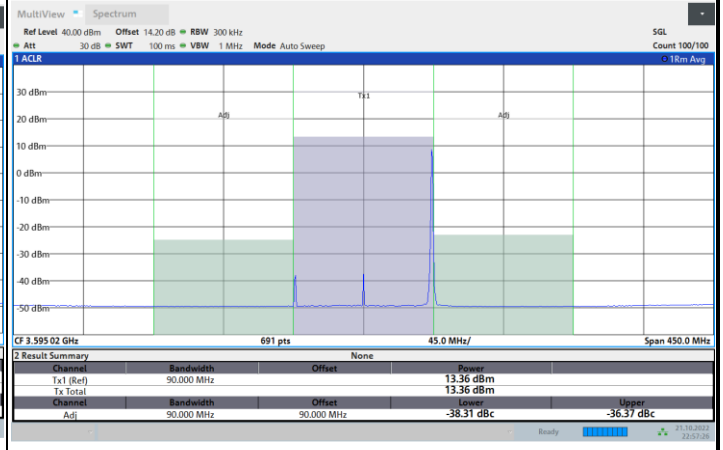 MultiView Spectrum
Ref Level 40.00 dBm Offset 14.20 dB RBW 300 kHz SGL
Att 30 dB SWT 100 ms VBW 1 MHz Mode Auto Sweep Count 100/100
1 ACLR 1Rm Avg
30 dBm
Tx1
20 dBm Adj Adj
10 dBm
0 dBm
-10 dBm
-20 dBm
-30 dBm
-40 dBm
-50 dBm
CF 3.595 02 GHz 691 pts 45.0 MHz/ Span 450.0 MHz
2 Result Summary None
Channel Bandwidth Offset Power
Tx1 (Ref) 90.000 MHz 13.36 dBm
Tx Total 13.36 dBm
Channel Bandwidth Offset Lower Upper
Adj 90.000 MHz 90.000 MHz -38.31 dBc -36.37 dBc
Ready 21.10.2022
22:57:26